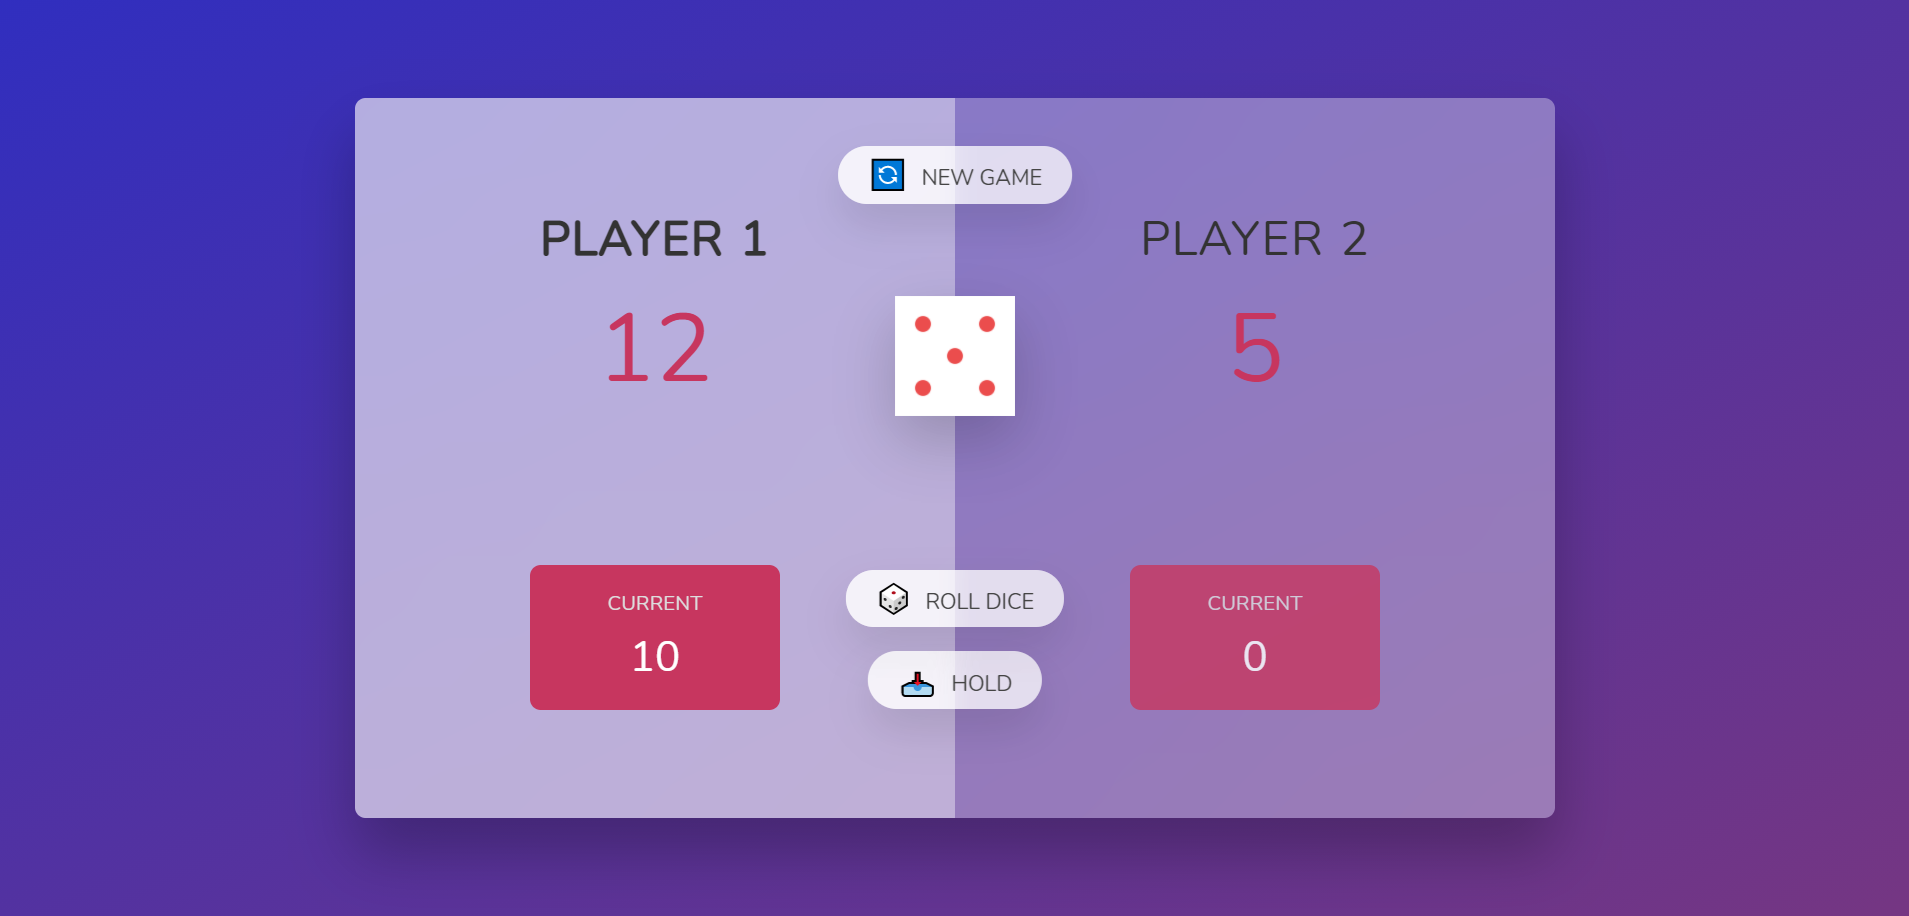 NEW GAME
PLAYER 1
12
PLAYER 2
5
CURRENT
10
ROLL DICE
HOLD
CURRENT
0